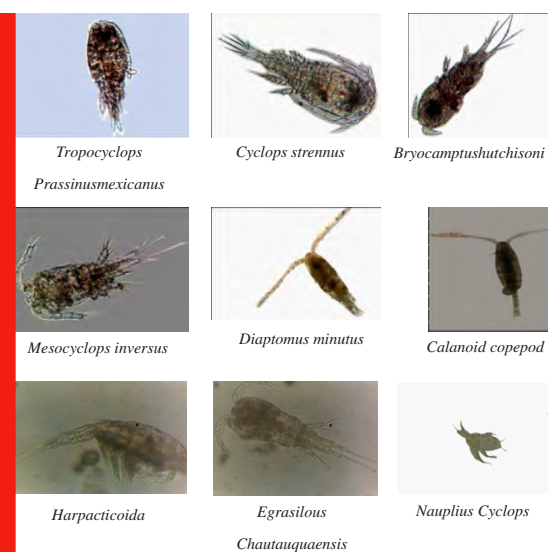 Tropocyclops
Prassinusmexicanus
Cyclops strennus
Bryocamptushutchisoni
Mesocyclops inversus
Diaptomus minutus
Calanoid copepod
Harpacticoida
Egrasilous
Chautauquaensis
Nauplius Cyclops